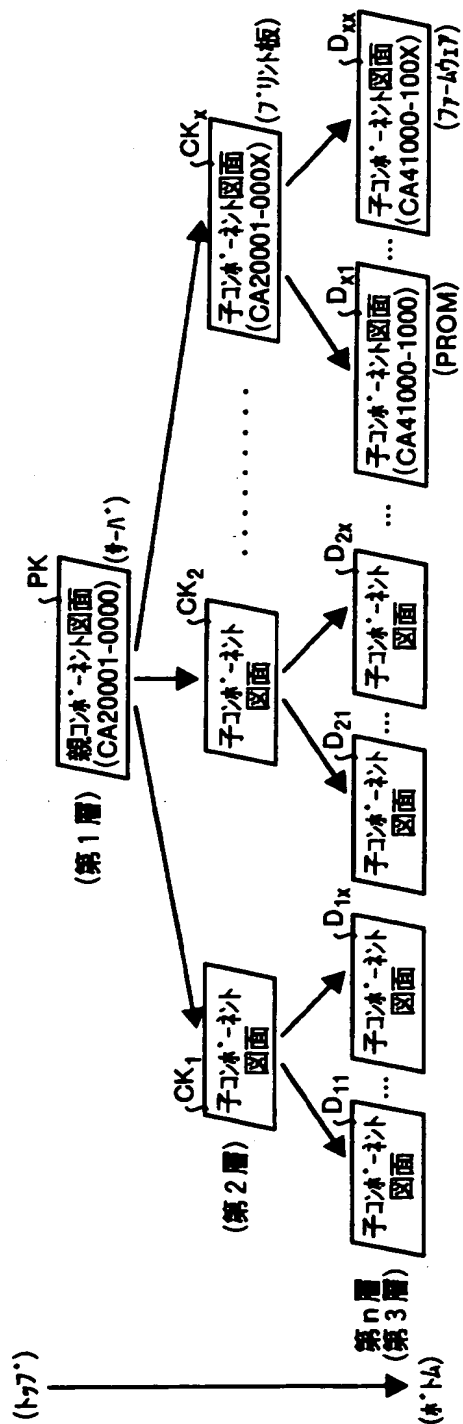 (トップ)
(ボトム)
(第1層)
PK
親コンポーネント図面
(CA20001-0000)
(サーバ)
(第2層)
CK1
子コンポーネント
図面
CK2
子コンポーネント
図面
........
CKX
子コンポーネント図面
(CA20001-000X)
(プリント板)
第n層
(第3層)
D11
子コンポーネント
図面
...
D1X
子コンポーネント
図面
D21
子コンポーネント
図面
...
D2X
子コンポーネント
図面
...
DX1
子コンポーネント図面
(CA41000-1000)
(PROM)
...
DXX
子コンポーネント図面
(CA41000-100X)
(ファームウェア)